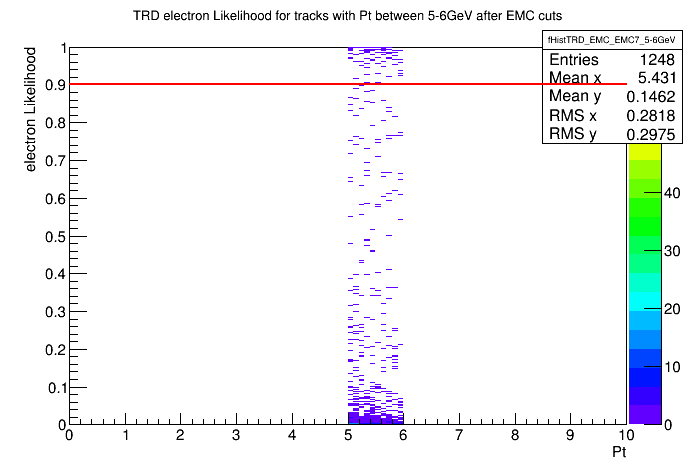 TRD electron Likelihood for tracks with Pt between 5-6GeV after EMC cuts
fHistTRD_EMC_EMC7_5-6GeV
Entries 1248
Mean x 5.431
Mean y 0.1462
RMS x 0.2818
RMS y 0.2975
electron Likelihood
1
0.9
0.8
0.7
0.6
0.5
0.4
0.3
0.2
0.1
0
0 1 2 3 4 5 6 7 8 9 10
Pt
40
30
20
10
0